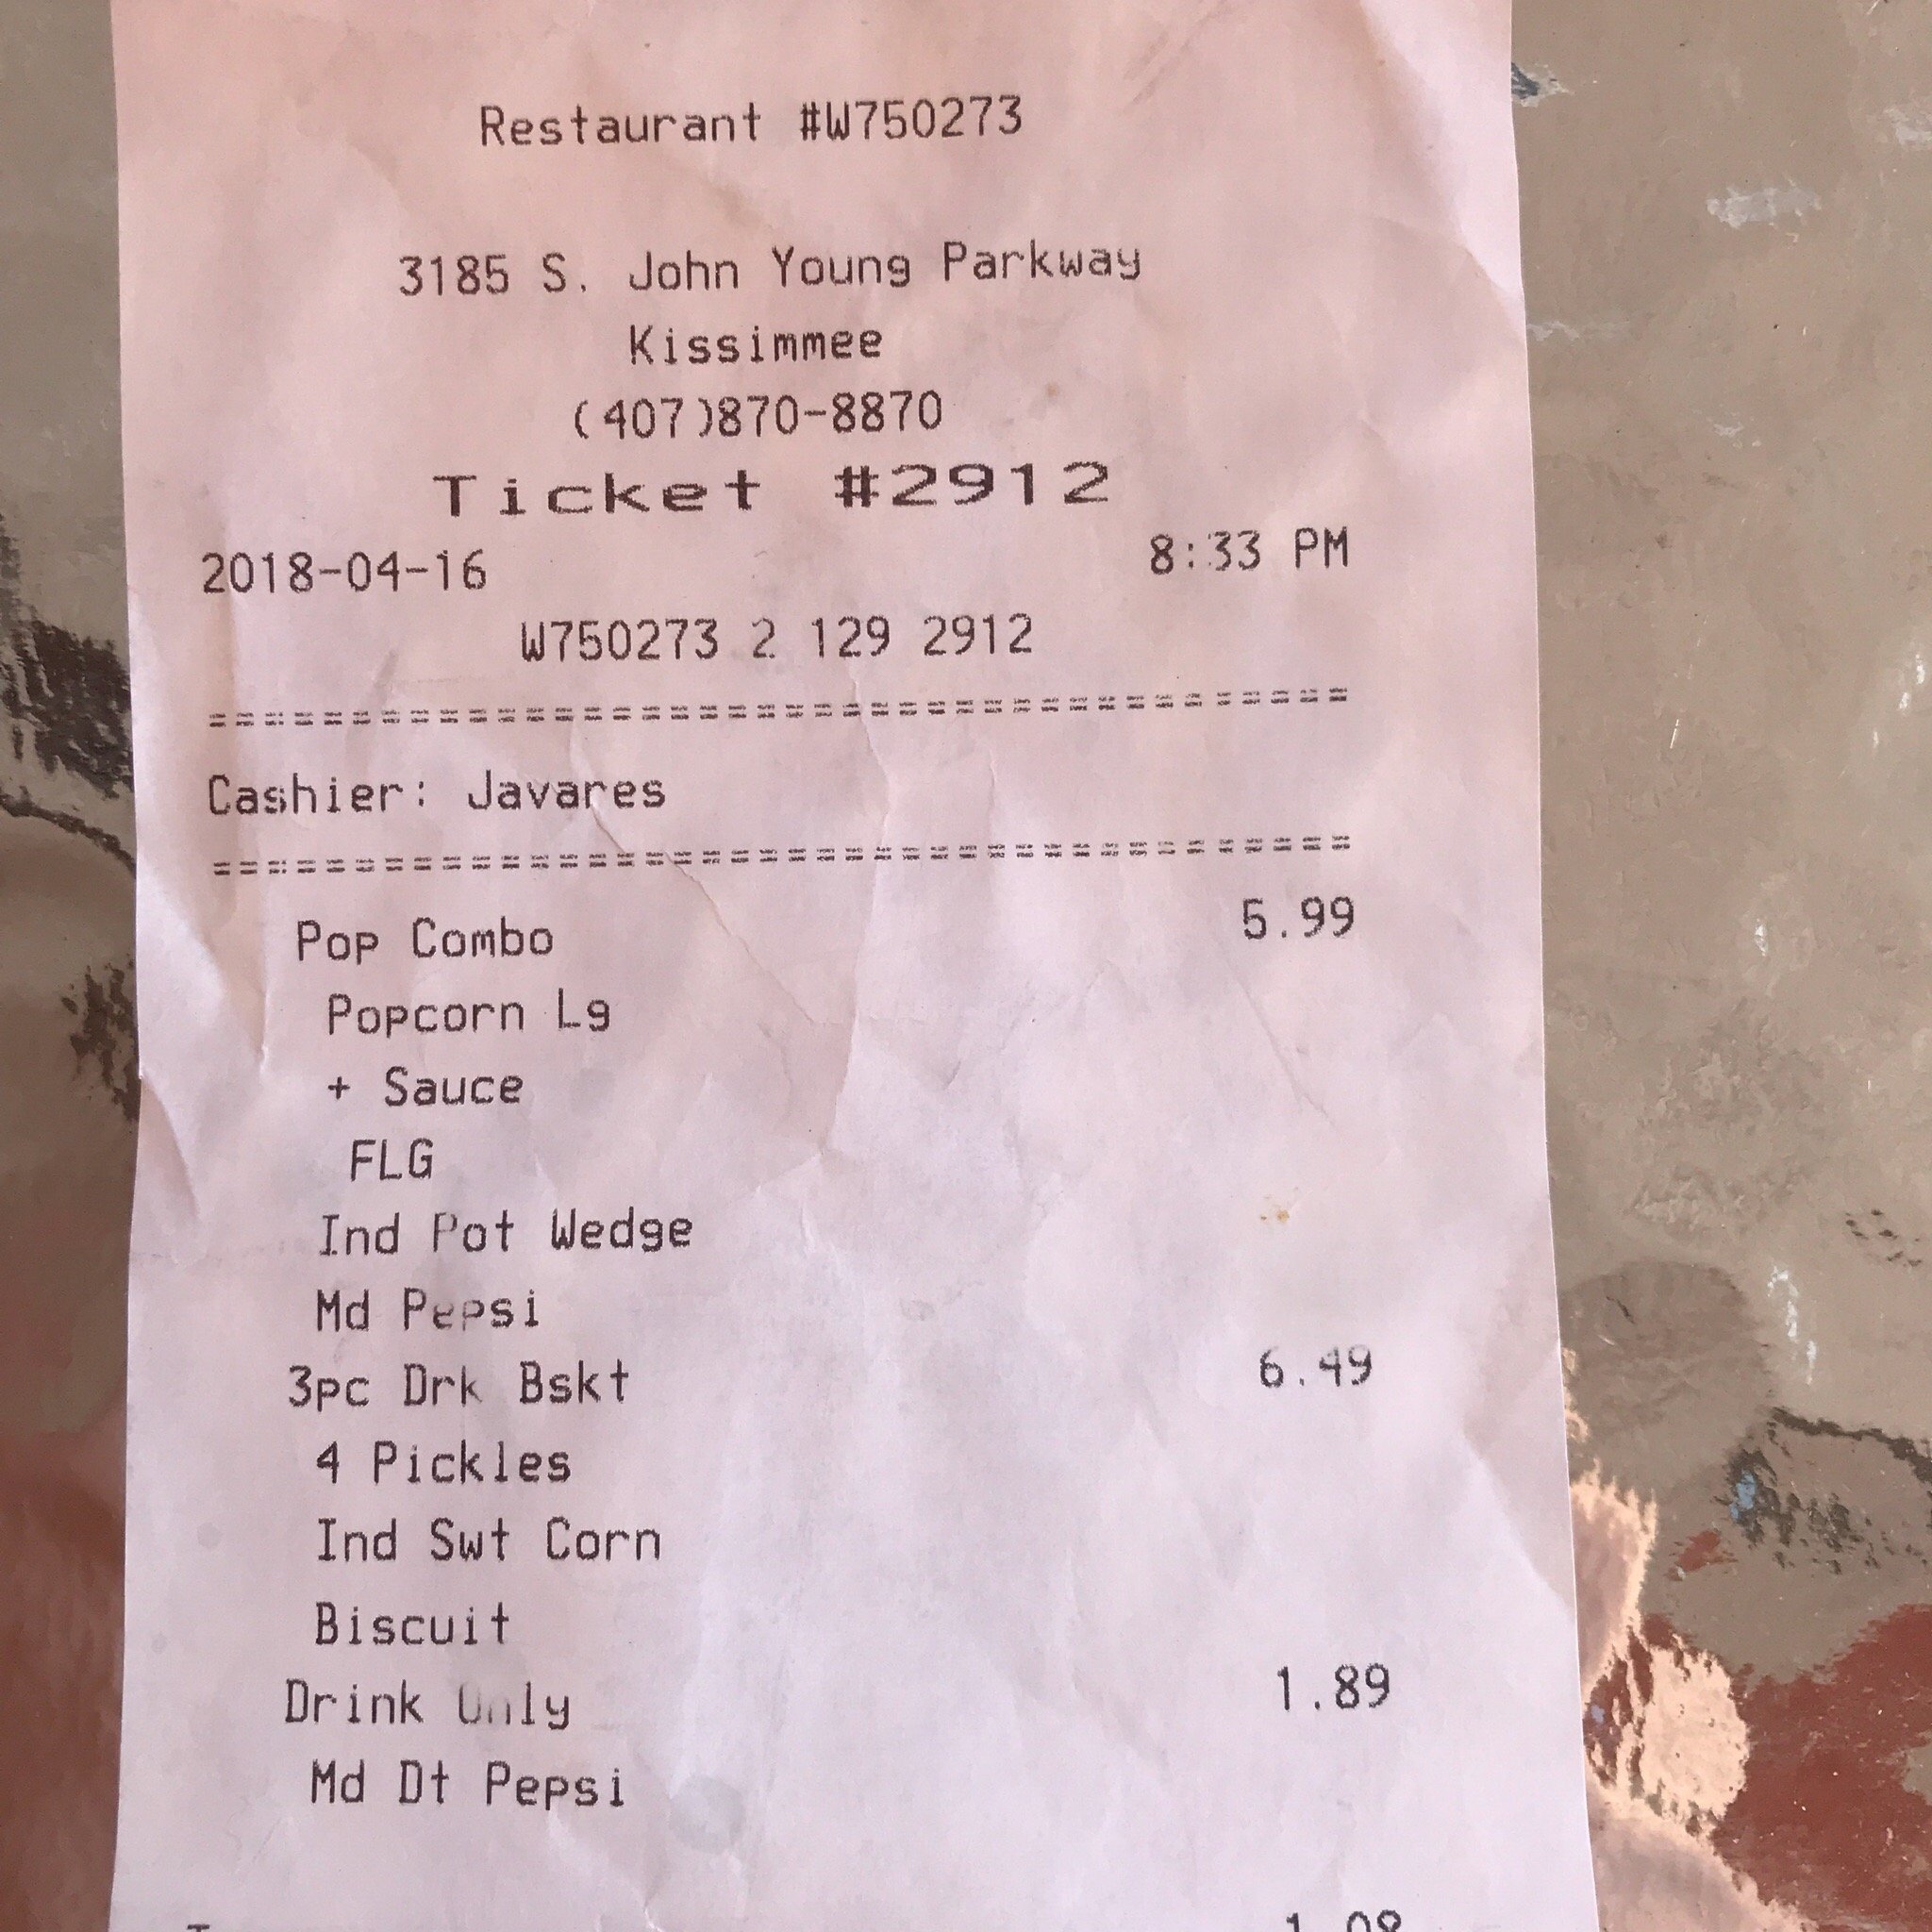 Restaurant #W750273
3185 S. John Young Parkway
Kissimmee
(407)870-8870
Ticket #2912
2018-04-16 8:33 PM
W750273 2 129 2912
========================================
Cashier: Javares
========================================
Pop Combo 5.99
Popcorn Lg
+ Sauce
FLG
Ind Pot Wedge
Md Pepsi
3pc Drk Bskt 6.49
4 Pickles
Ind Swt Corn
Biscuit
Drink Only 1.89
Md Dt Pepsi